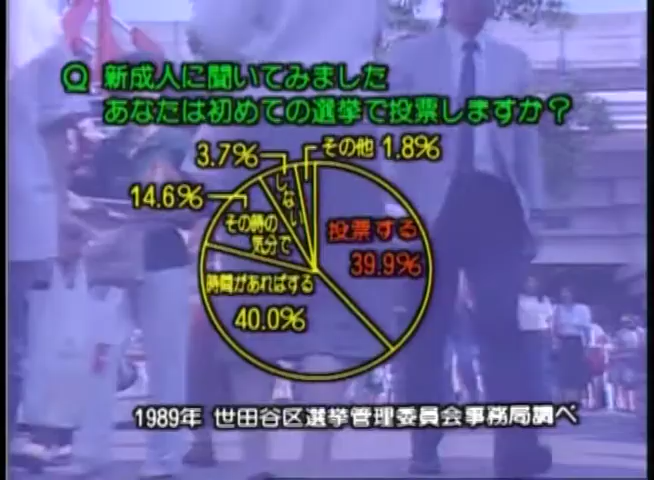 Q 新成人に聞いてみました
あなたは初めての選挙で投票しますか?
3.7%
その他 1.8%
14.6%
しない
その時の
気分で
投票する
39.9%
時間があればする
40.0%
1989年 世田谷区選挙管理委員会事務局調べ